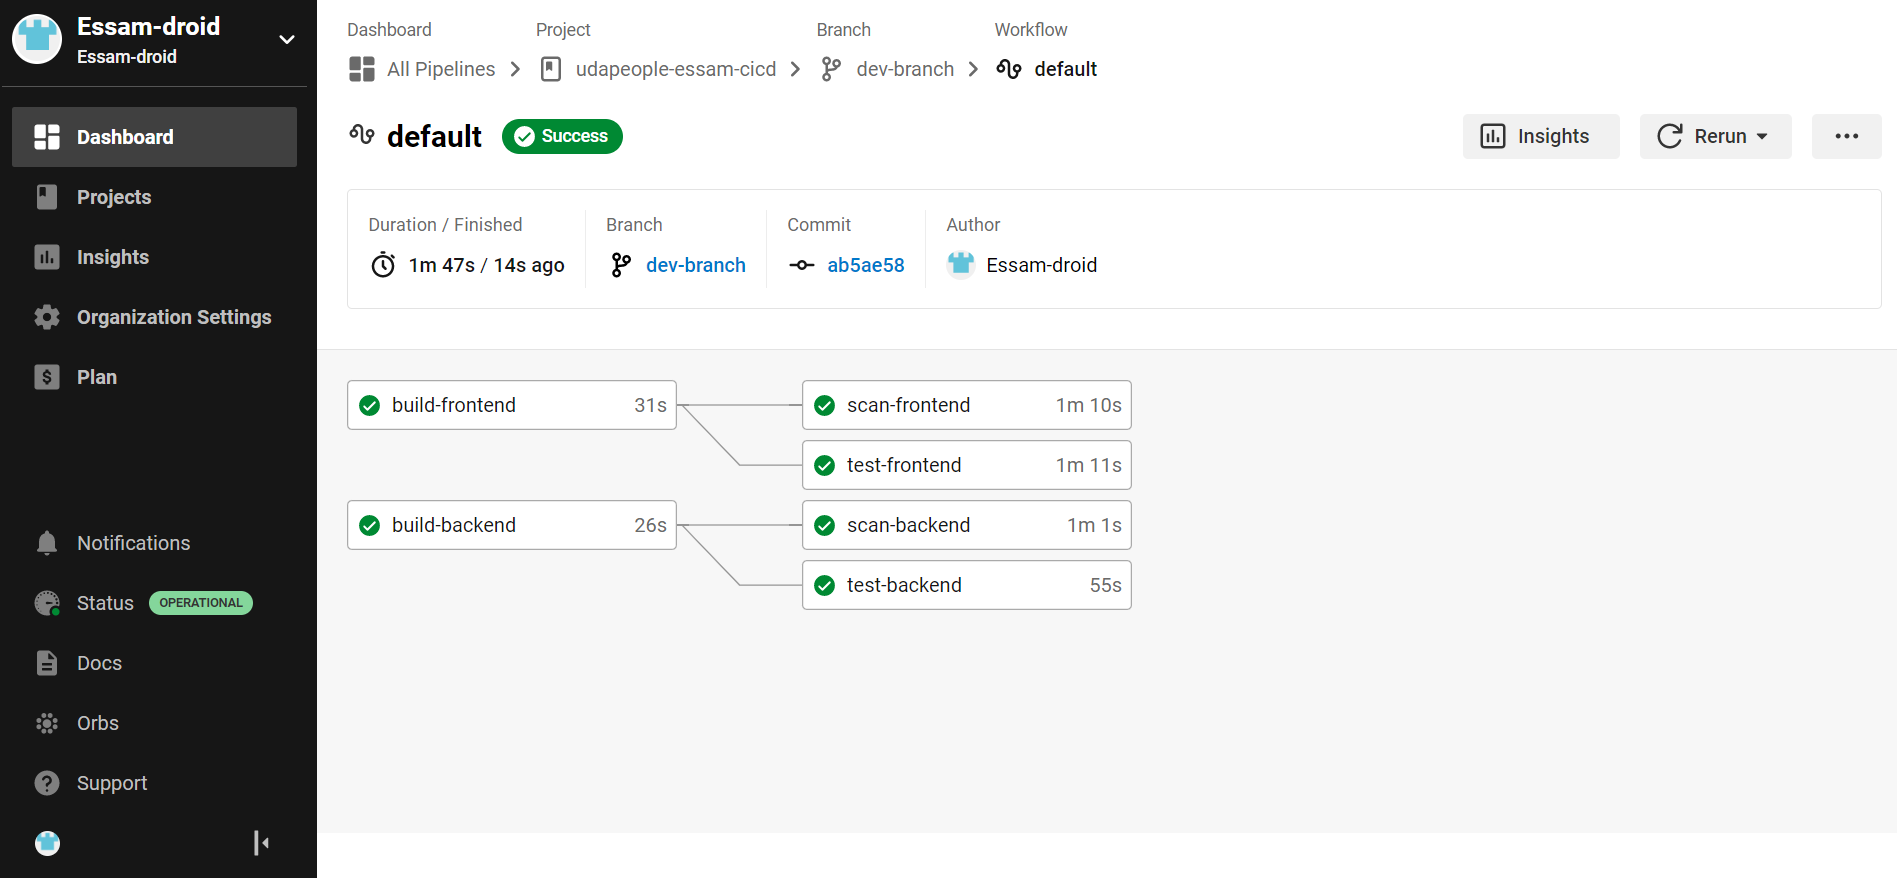 Essam-droid
Essam-droid
Dashboard
Projects
Insights
Organization Settings
Plan
Notifications
Status OPERATIONAL
Docs
Orbs
Support
Dashboard Project Branch Workflow
All Pipelines udapeople-essam-cicd dev-branch default
default Success Insights Rerun
Duration / Finished Branch Commit Author
1m 47s / 14s ago dev-branch ab5ae58 Essam-droid
build-frontend 31s scan-frontend 1m 10s
test-frontend 1m 11s
build-backend 26s scan-backend 1m 1s
test-backend 55s